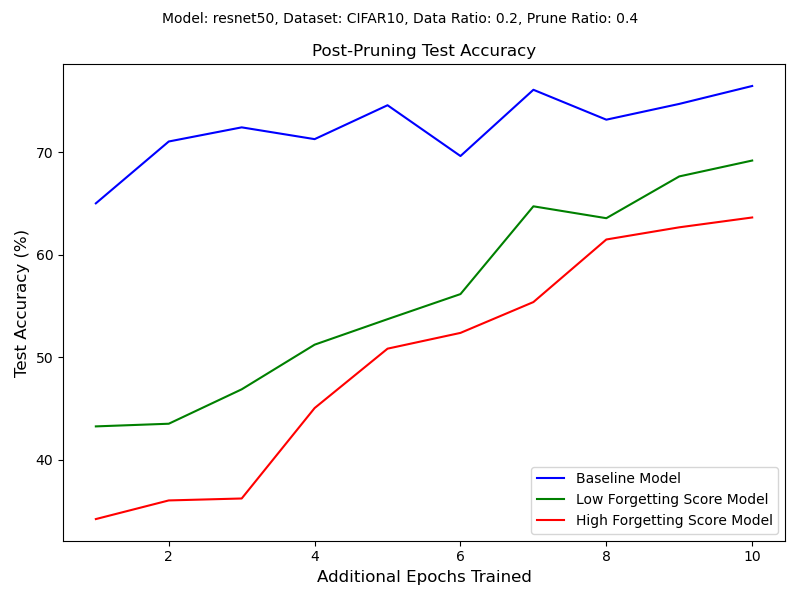 Model: resnet50, Dataset: CIFAR10, Data Ratio: 0.2, Prune Ratio: 0.4
Post-Pruning Test Accuracy
Test Accuracy (%)
70
60
50
40
Baseline Model
Low Forgetting Score Model
High Forgetting Score Model
2 4 6 8 10
Additional Epochs Trained